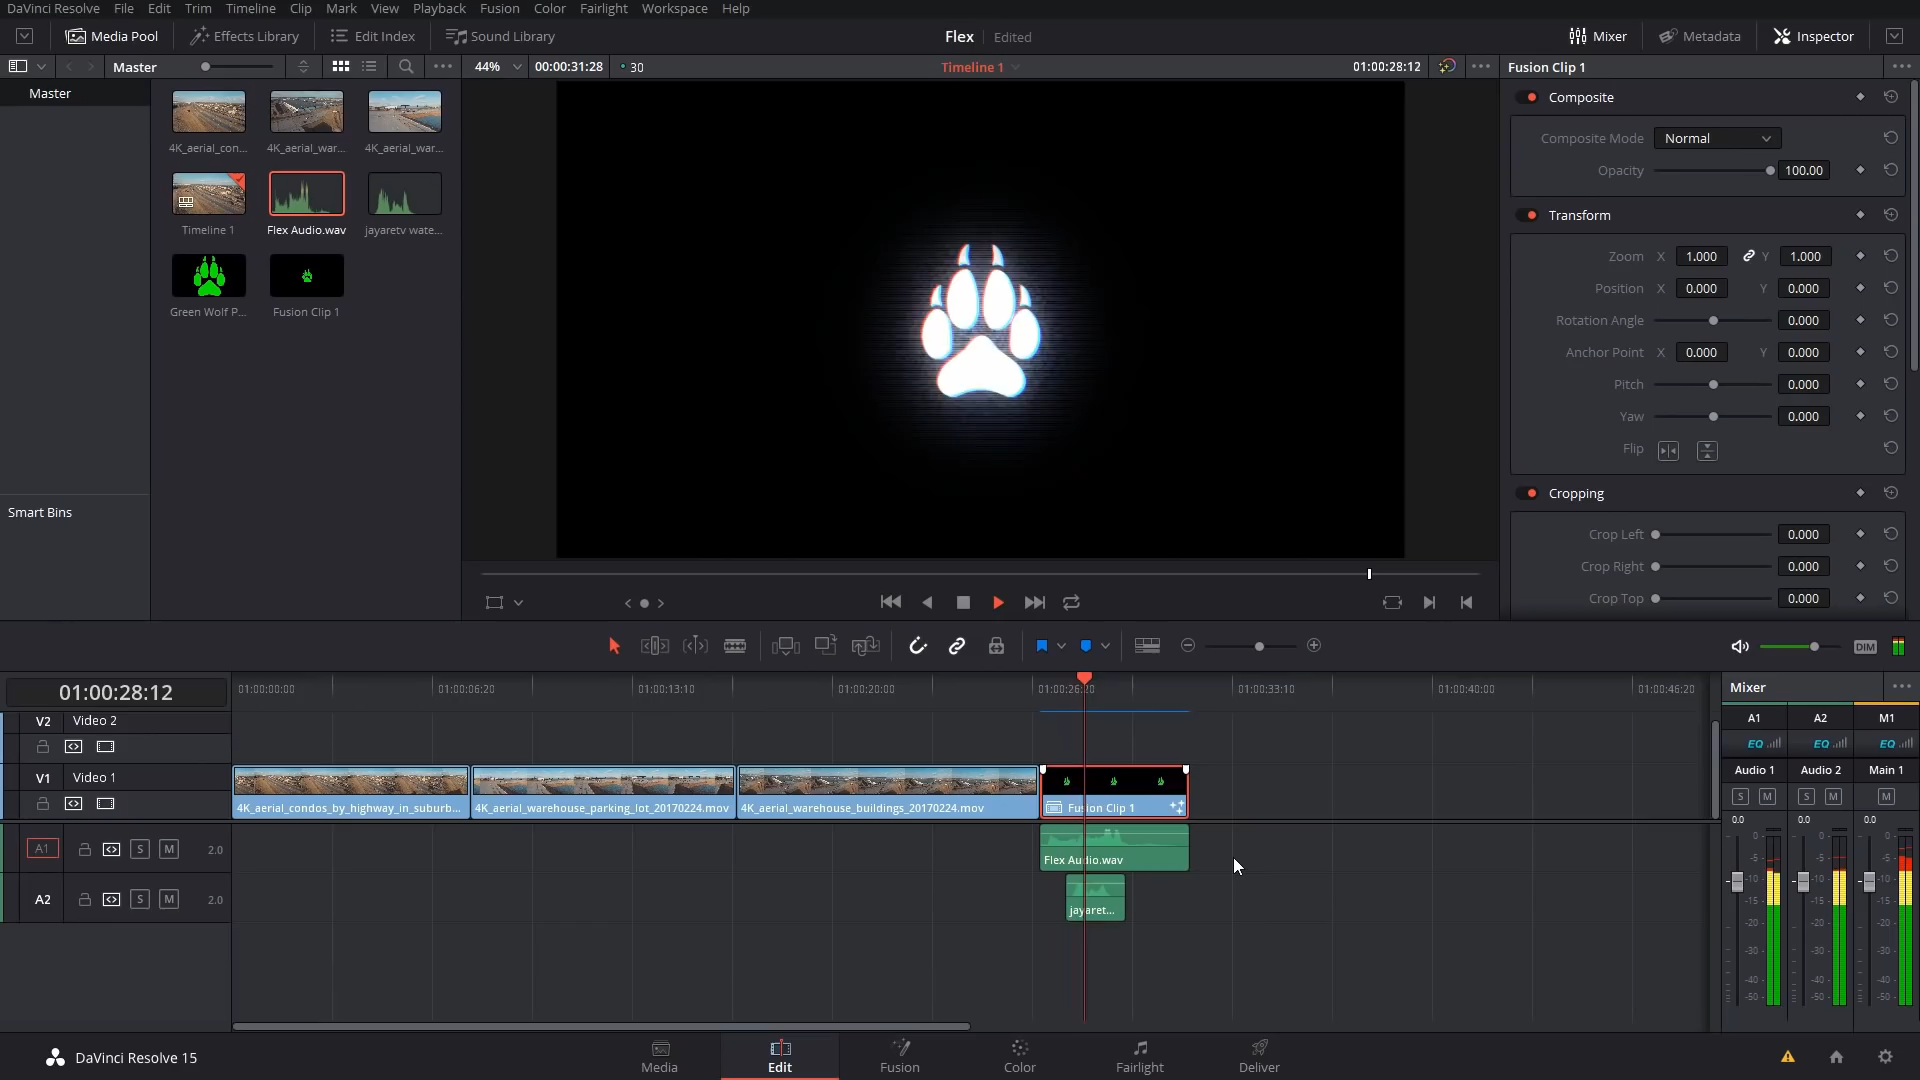 DaVinci Resolve File Edit Trim Timeline Clip Mark View Playback Fusion Color Fairlight Workspace Help
Media Pool Effects Library Edit Index Sound Library Flex Edited Mixer Metadata Inspector
Master 44% 00:00:31:28 30 Timeline 1 01:00:28:12 Fusion Clip 1
Master
Composite
Composite Mode Normal
Opacity 100.00
4K_aerial_con... 4K_aerial_war... 4K_aerial_war...
Transform
Timeline 1 Flex Audio.wav jayaretv wate...
Zoom X 1.000 Y 1.000
Position X 0.000 Y 0.000
Green Wolf P... Fusion Clip 1
Rotation Angle 0.000
Anchor Point X 0.000 Y 0.000
Pitch 0.000
Yaw 0.000
Flip
Cropping
Smart Bins
Crop Left 0.000
Crop Right 0.000
Crop Top 0.000
DIM
01:00:28:12 01:00:00:00 01:00:06:20 01:00:13:10 01:00:20:00 01:00:26:20 01:00:33:10 01:00:40:00 01:00:46:20
Mixer
V2 Video 2
A1 A2 M1
EQ EQ EQ
V1 Video 1
Audio 1 Audio 2 Main 1
S M S M M
4K_aerial_condos_by_highway_in_suburb... 4K_aerial_warehouse_parking_lot_20170224.mov 4K_aerial_warehouse_buildings_20170224.mov Fusion Clip 1
0.0 0.0 0.0
A1 S M 2.0
Flex Audio.wav
A2 S M 2.0
jayaret...
0 0 0
-5 -5 -5
-10 -10 -10
-15 -15 -15
-20 -20 -20
-30 -30 -30
-40 -40 -40
-50 -50 -50
DaVinci Resolve 15 Media Edit Fusion Color Fairlight Deliver